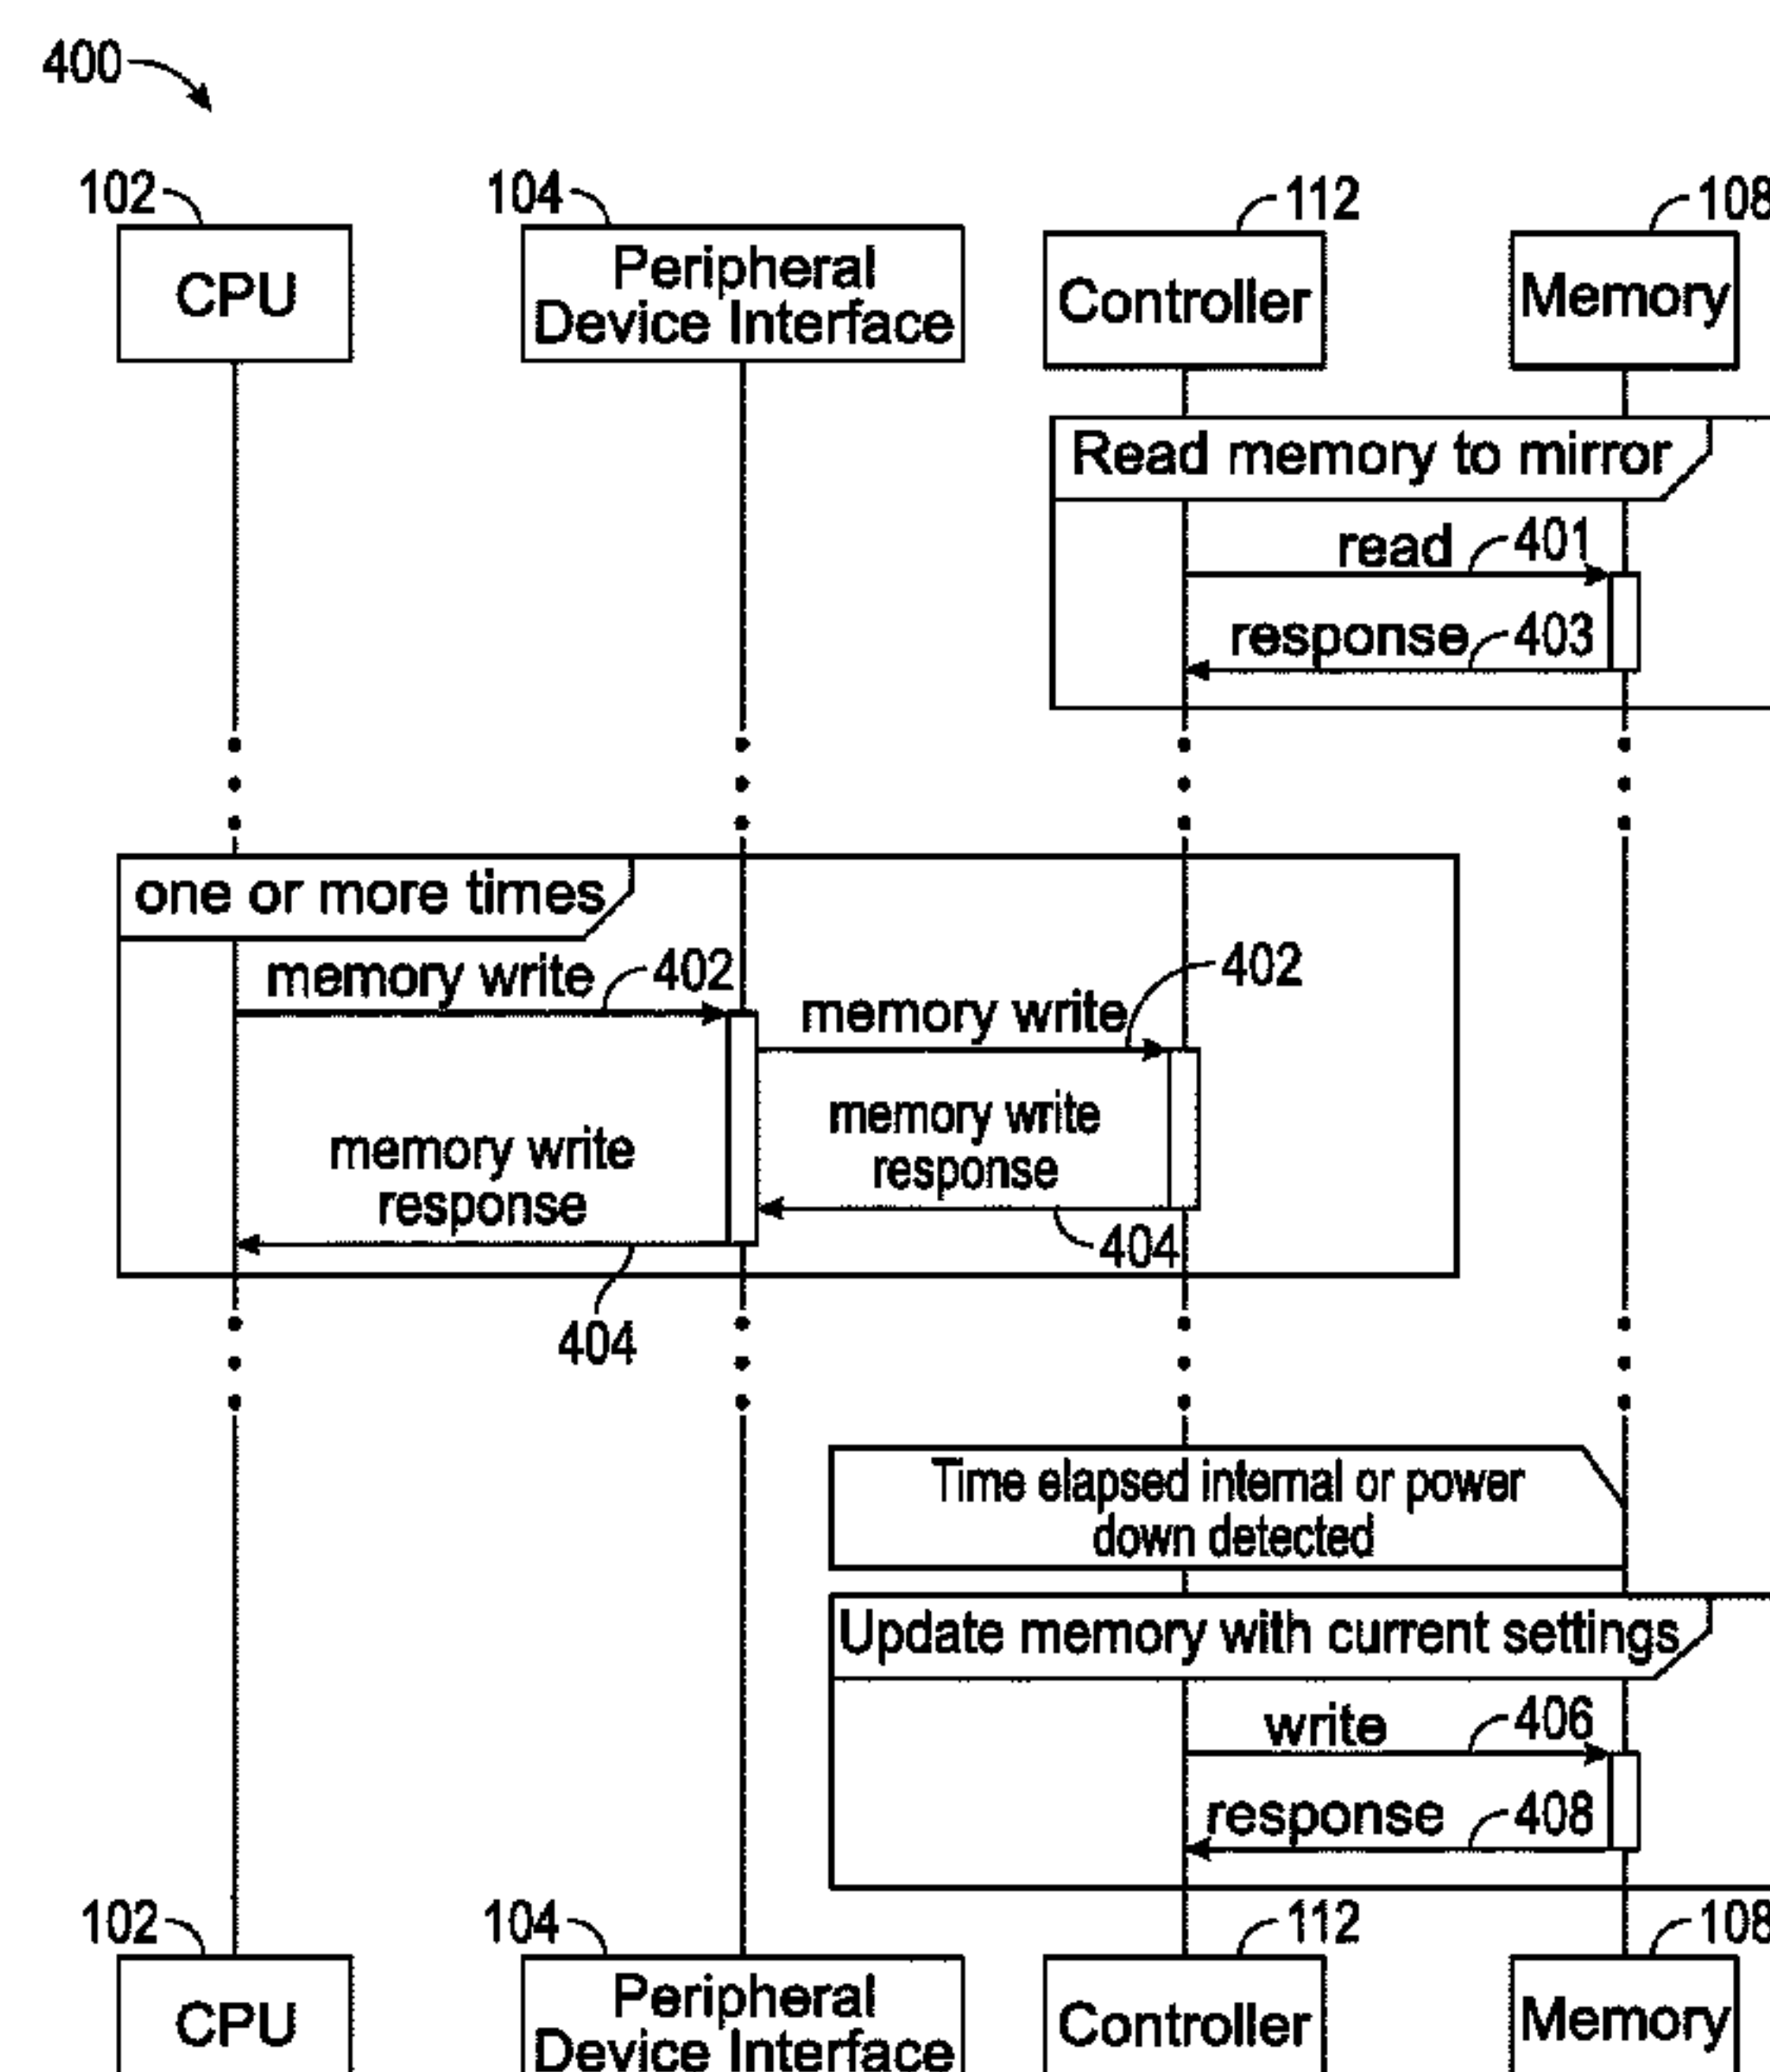 400
102
104
112
108
CPU
Peripheral
Device Interface
Controller
Memory
Read memory to mirror
read
401
response
403
one or more times
memory write
402
memory write
402
memory write
response
memory write
response
404
404
Time elapsed internal or power
down detected
Update memory with current settings
write
406
response
408
102
104
112
108
CPU
Peripheral
Device Interface
Controller
Memory